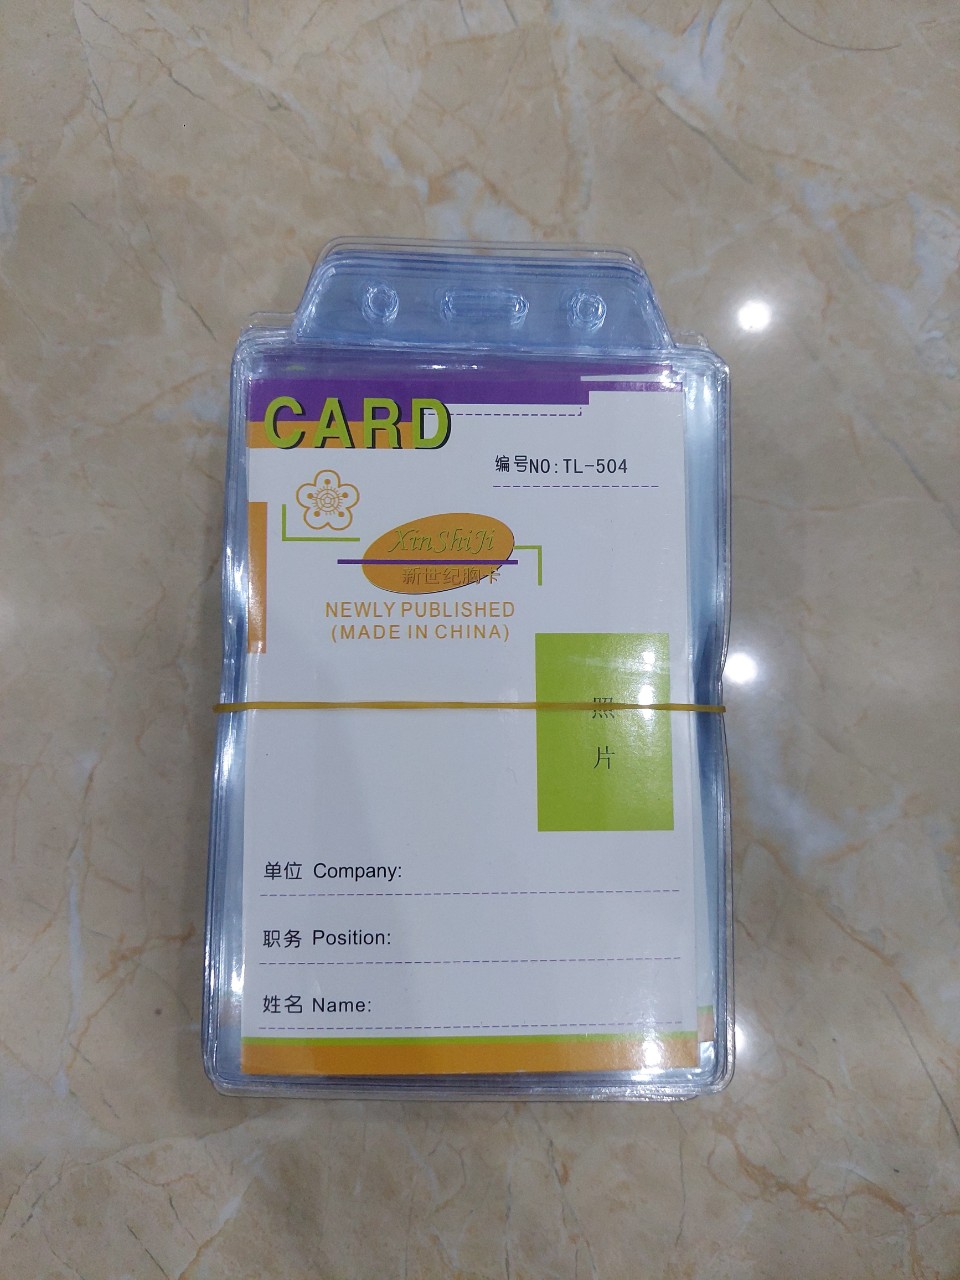 CARD
编号NO:TL-504
XinShiJi
新世纪胸卡
NEWLY PUBLISHED
(MADE IN CHINA)
照
片
单位 Company:
职务 Position:
姓名 Name: